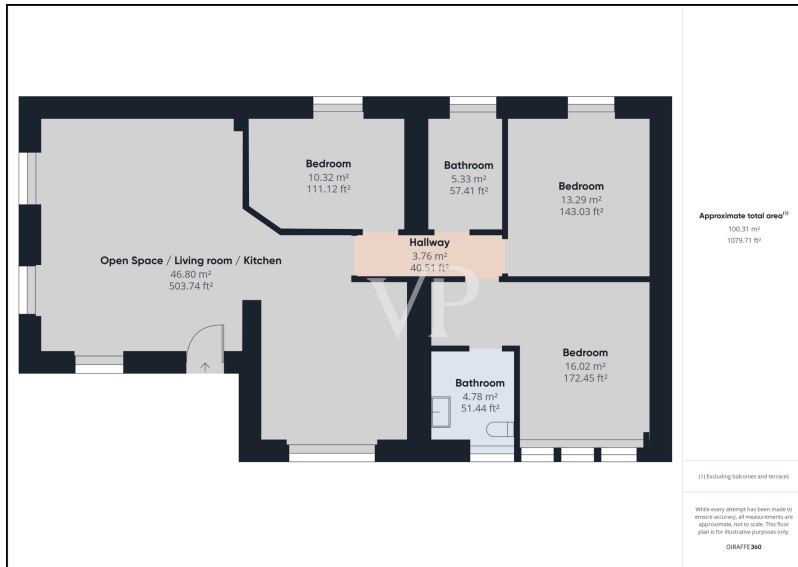 Bedroom
10.32 m²
111.12 ft²
Bathroom
5.33 m²
57.41 ft²
Bedroom
13.29 m²
143.03 ft²
Hallway
3.76 m²
40.51 ft²
Open Space / Living room / Kitchen
46.80 m²
503.74 ft²
VP
Bedroom
16.02 m²
172.45 ft²
Bathroom
4.78 m²
51.44 ft²
Approximate total area⁽¹⁾
100.31 m²
1079.71 ft²
(1) Excluding balconies and terraces
While every attempt has been made to
ensure accuracy, all measurements are
approximate, not to scale. This floor
plan is for illustrative purposes only.
GIRAFFE360